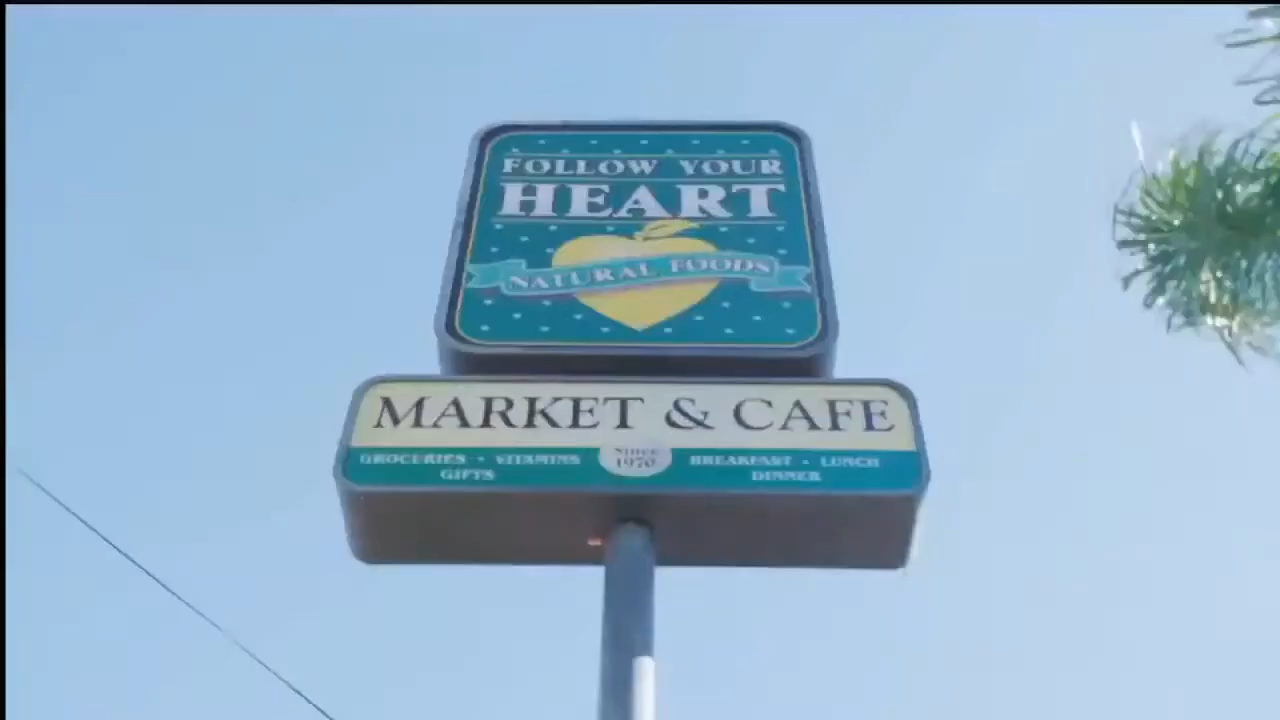 FOLLOW YOUR
HEART
NATURAL FOODS
MARKET & CAFE
GROCERIES • VITAMINS
GIFTS
Since
1970
BREAKFAST • LUNCH
DINNER